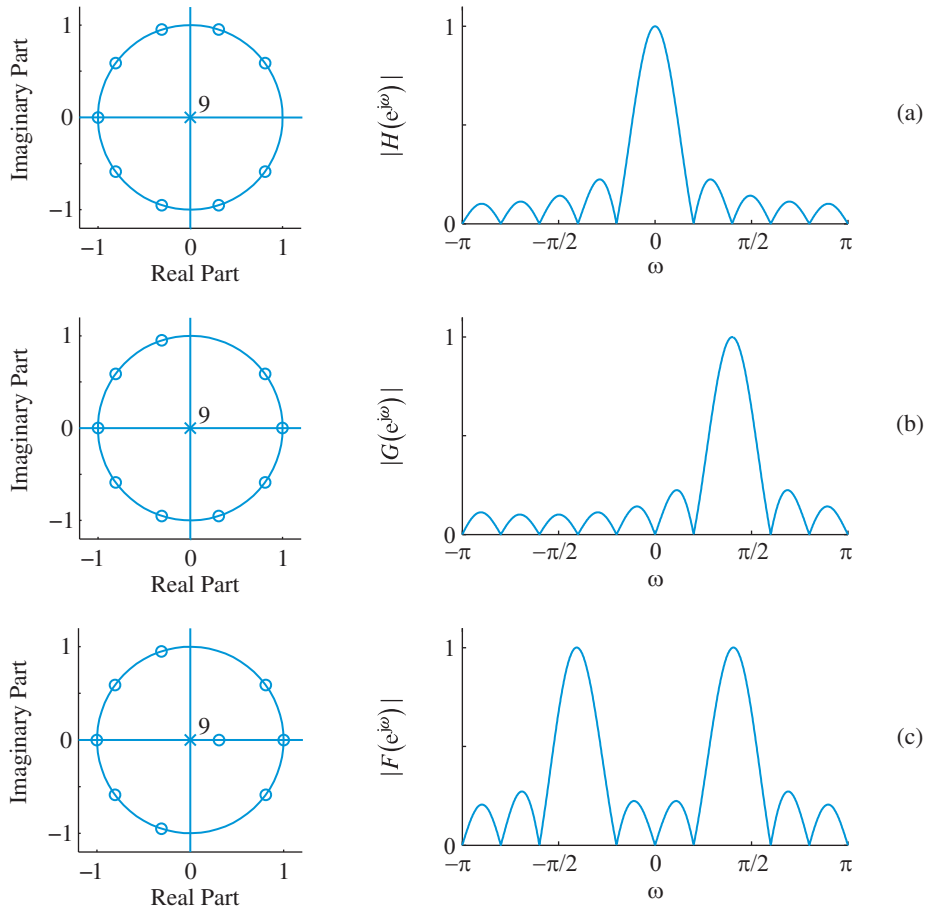 1
0
−1
Imaginary Part
9
−1
0
1
Real Part
1
0
|H(e^{jω})|
−π
−π/2
0
π/2
π
ω
(a)
1
0
−1
Imaginary Part
9
−1
0
1
Real Part
1
0
|G(e^{jω})|
−π
−π/2
0
π/2
π
ω
(b)
1
0
−1
Imaginary Part
9
−1
0
1
Real Part
1
0
|F(e^{jω})|
−π
−π/2
0
π/2
π
ω
(c)